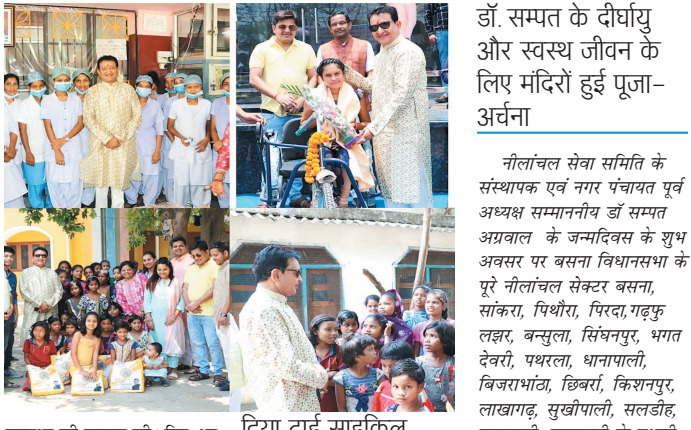 डॉ. सम्पत के दीर्घायु
और स्वस्थ जीवन के
लिए मंदिरों हुई पूजा-
अर्चना
नीलांचल सेवा समिति के
संस्थापक एवं नगर पंचायत पूर्व
अध्यक्ष सम्माननीय डॉ सम्पत
अग्रवाल के जन्मदिवस के शुभ
अवसर पर बसना विधानसभा के
पूरे नीलांचल सेक्टर बसना,
सांकरा, पिथौरा, पिरदा,गढ़फु
लझर, बन्सुला, सिंघनपुर, भगत
देवरी, पथरला, धानापाली,
बिजराभांठा, छिबर्रा, किशनपुर,
लाखागढ़, सुखीपाली, सलडीह,
दिया ट्राई साइकिल